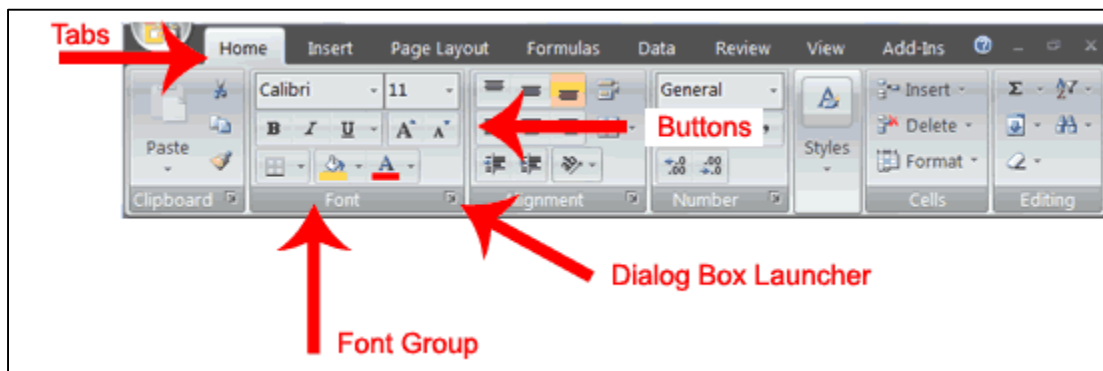 Tabs
Home Insert Page Layout Formulas Data Review View Add-Ins
Calibri 11 General Insert
B I U A A Buttons Delete
Paste Styles Format
Clipboard Font Alignment Number Cells Editing
Dialog Box Launcher
Font Group